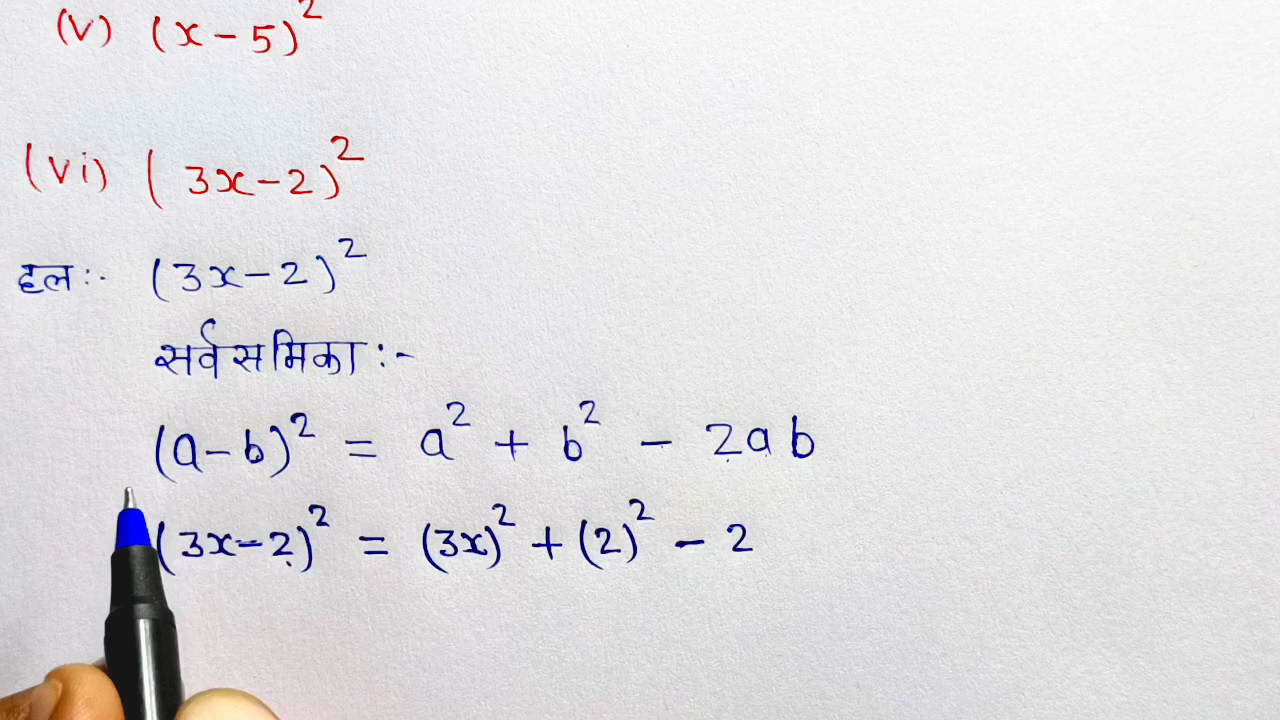 (v) (x-5)²
(vi) (3x-2)²
हलः- (3x-2)²
सर्वसमिका :-
(a-b)² = a² + b² - 2ab
(3x-2)² = (3x)² + (2)² - 2